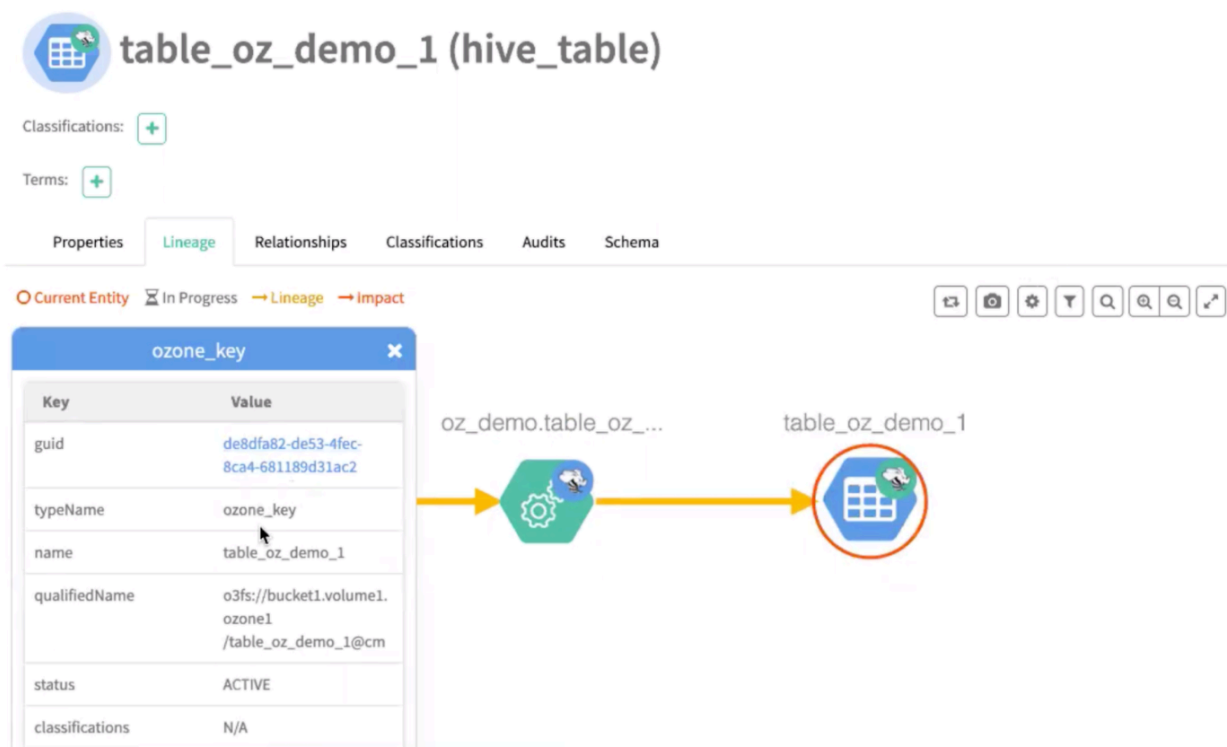 table_oz_demo_1 (hive_table)
Classifications:
Terms:
Properties Lineage Relationships Classifications Audits Schema
Current Entity In Progress Lineage Impact
ozone_key
Key Value
guid de8dfa82-de53-4fec-
8ca4-681189d31ac2
typeName ozone_key
name table_oz_demo_1
qualifiedName o3fs://bucket1.volume1.
ozone1
/table_oz_demo_1@cm
status ACTIVE
classifications N/A
oz_demo.table_oz_...
table_oz_demo_1